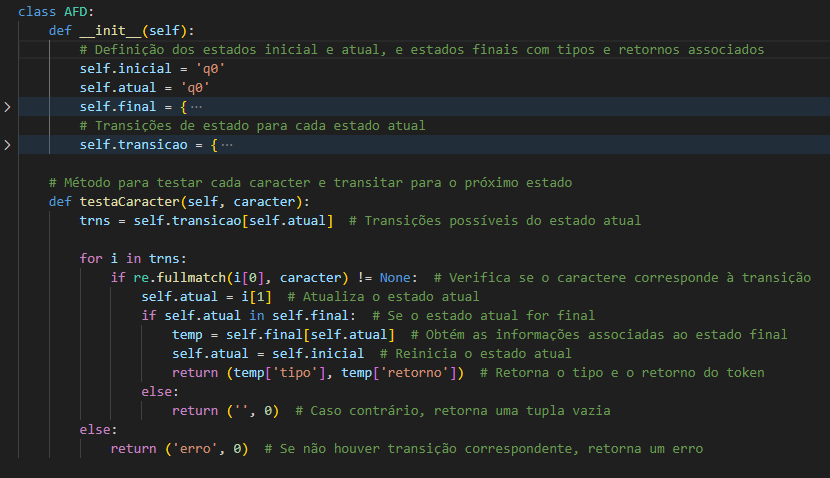 class AFD:
    def __init__(self):
        # Definição dos estados inicial e atual, e estados finais com tipos e retornos associados
        self.inicial = 'q0'
        self.atual = 'q0'
        self.final = {···
        # Transições de estado para cada estado atual
        self.transicao = {···
    # Método para testar cada caracter e transitar para o próximo estado
    def testaCaracter(self, caracter):
        trns = self.transicao[self.atual]  # Transições possíveis do estado atual
        for i in trns:
            if re.fullmatch(i[0], caracter) != None:  # Verifica se o caractere corresponde à transição
                self.atual = i[1]  # Atualiza o estado atual
                if self.atual in self.final:  # Se o estado atual for final
                    temp = self.final[self.atual]  # Obtém as informações associadas ao estado final
                    self.atual = self.inicial  # Reinicia o estado atual
                    return (temp['tipo'], temp['retorno'])  # Retorna o tipo e o retorno do token
                else:
                    return ('', 0)  # Caso contrário, retorna uma tupla vazia
        else:
            return ('erro', 0)  # Se não houver transição correspondente, retorna um erro